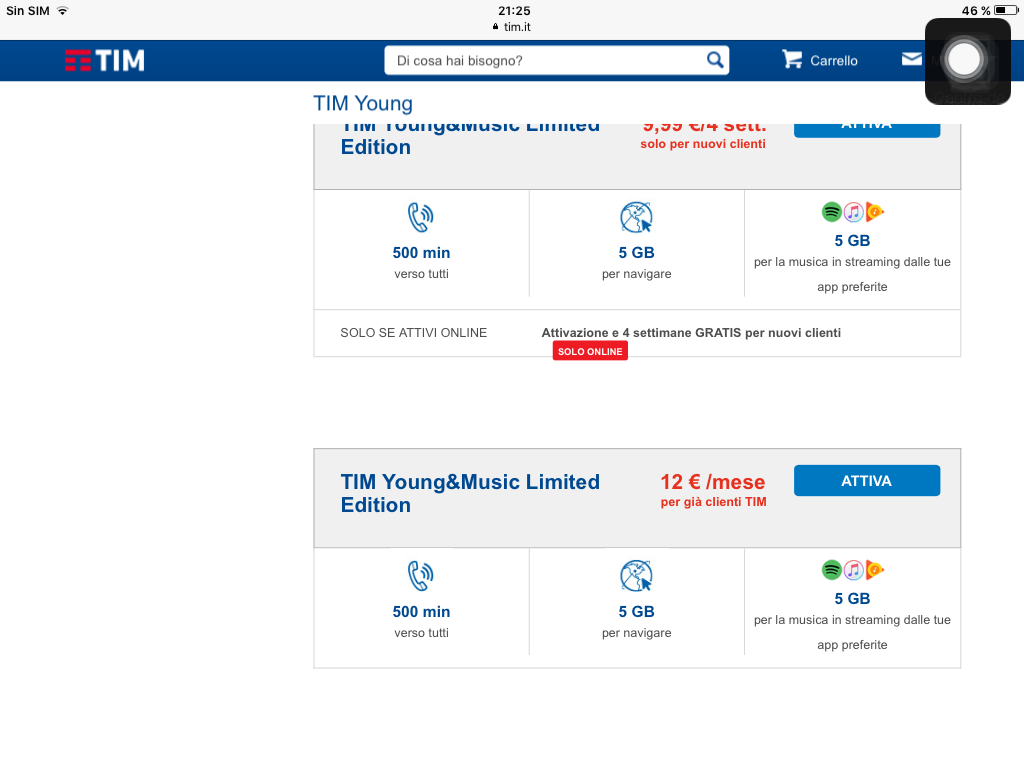 Sin SIM 21:25 46 %
tim.it
TIM Di cosa hai bisogno? Carrello
TIM Young
TIM Young&Music Limited Edition
9,99 €/4 sett.
solo per nuovi clienti
ATTIVA
500 min
verso tutti
5 GB
per navigare
5 GB
per la musica in streaming dalle tue
app preferite
SOLO SE ATTIVI ONLINE Attivazione e 4 settimane GRATIS per nuovi clienti
SOLO ONLINE
TIM Young&Music Limited
Edition
12 € /mese
per già clienti TIM
ATTIVA
500 min
verso tutti
5 GB
per navigare
5 GB
per la musica in streaming dalle tue
app preferite